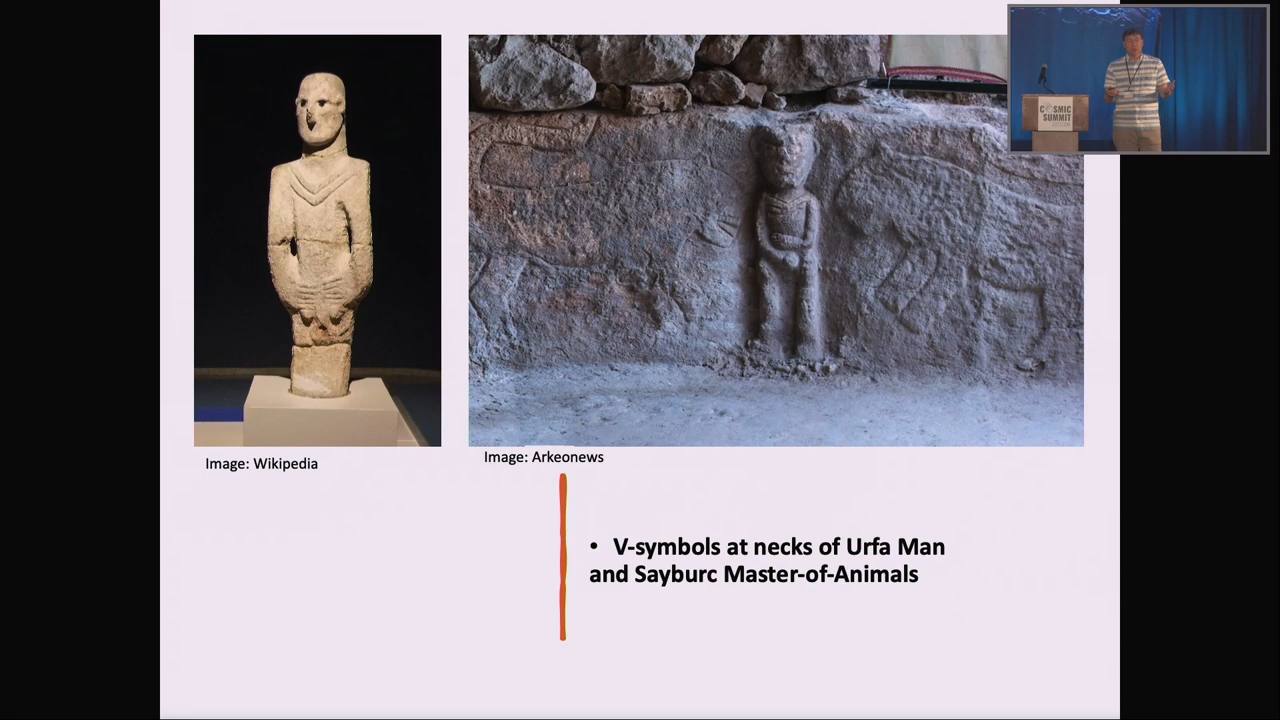 COSMIC
SUMMIT
Image: Wikipedia
Image: Arkeonews
• V-symbols at necks of Urfa Man
and Sayburc Master-of-Animals